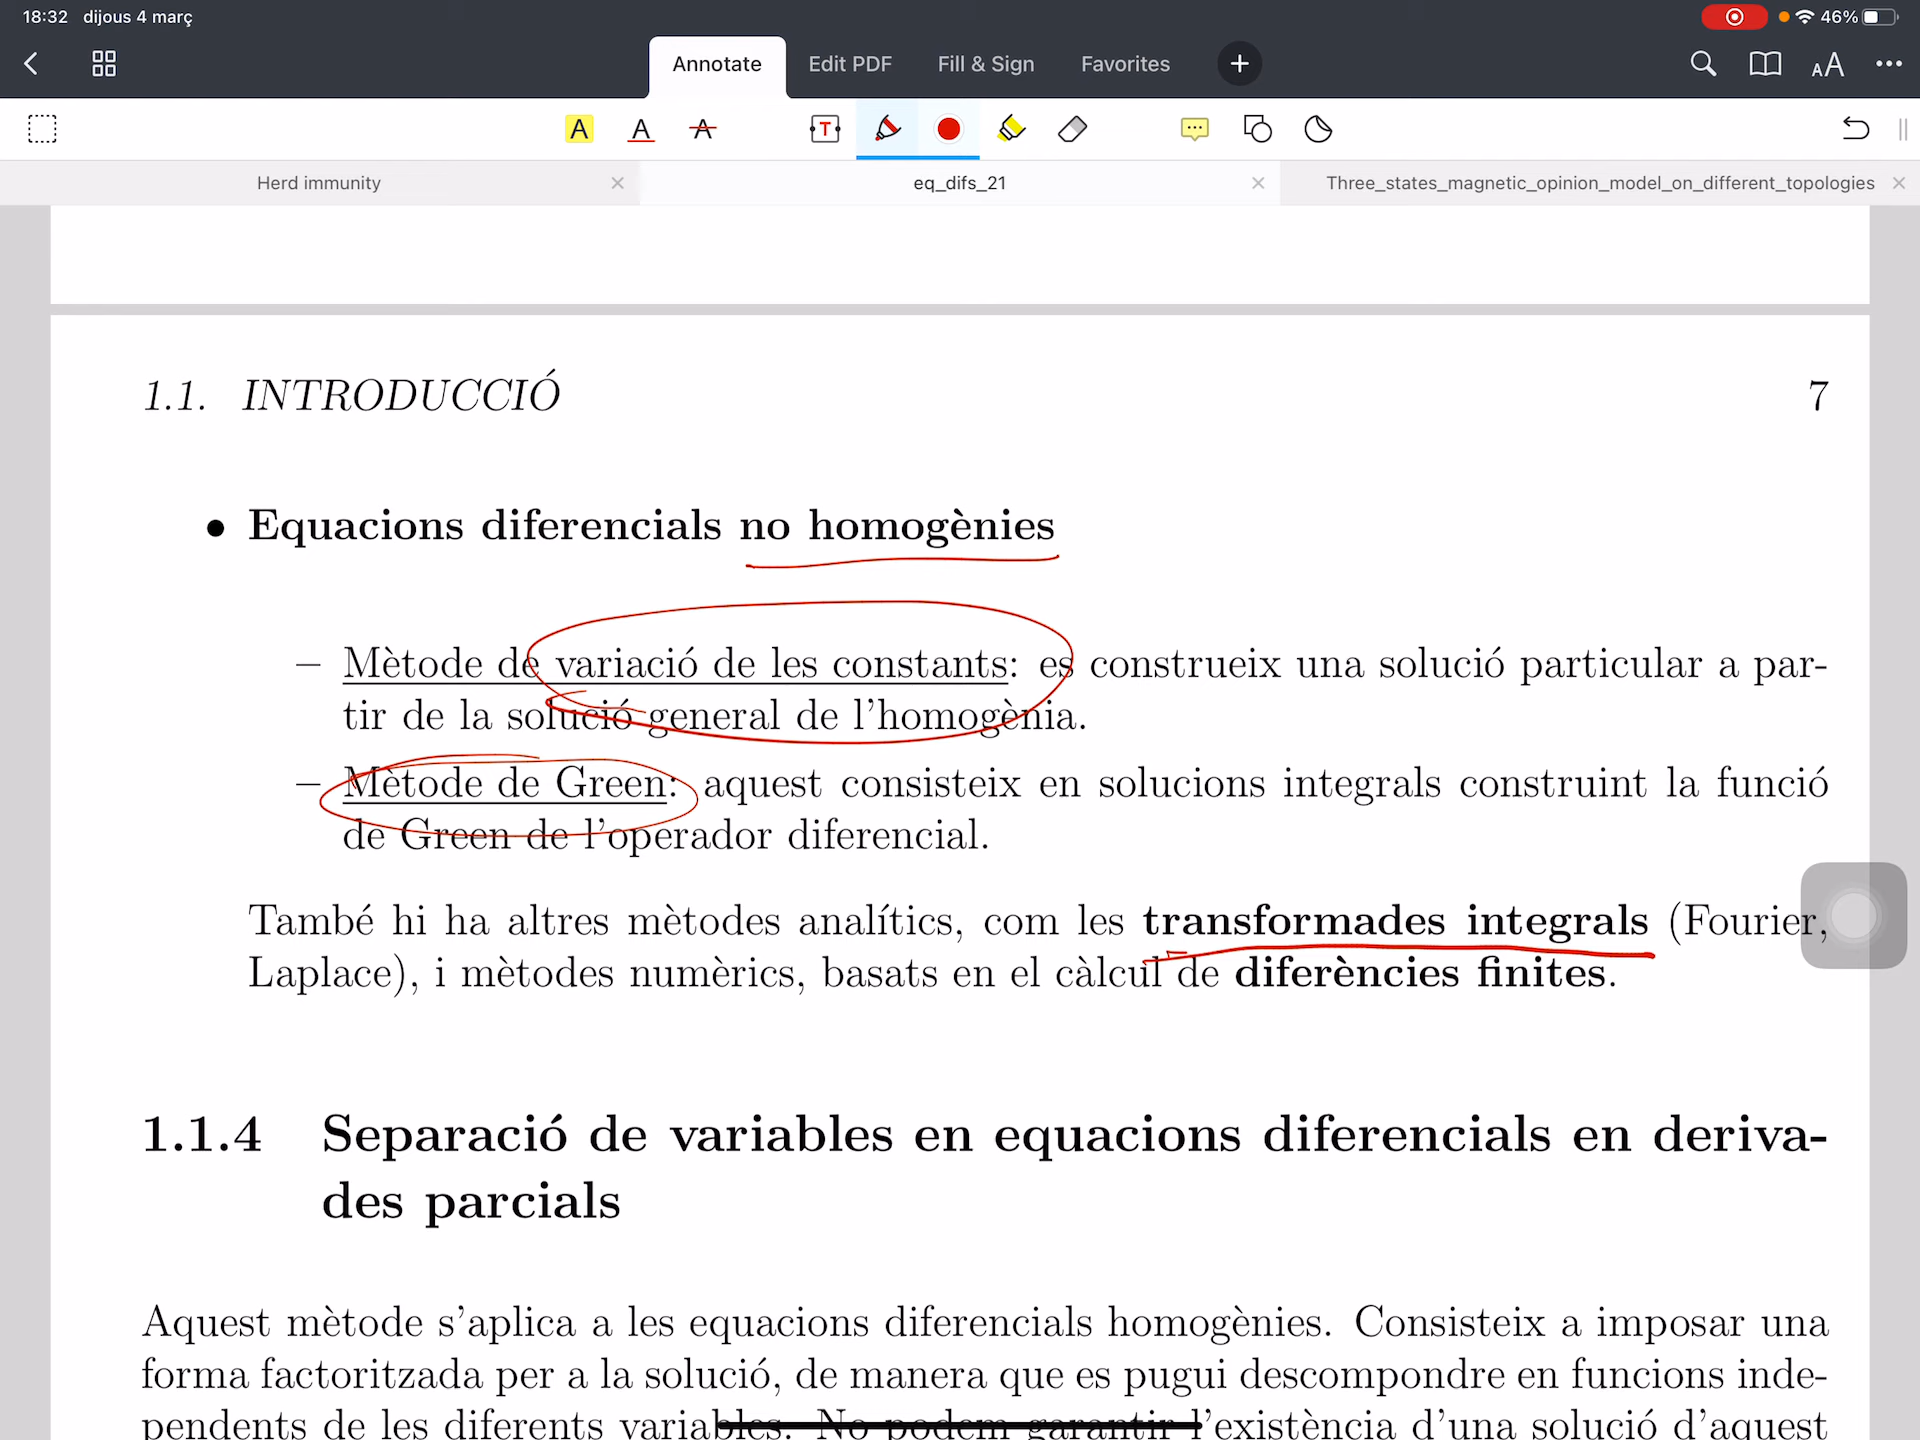 18:32 dijous 4 març 46%
Annotate Edit PDF Fill & Sign Favorites
A A A T
Herd immunity eq_difs_21 Three_states_magnetic_opinion_model_on_different_topologies
1.1. INTRODUCCIÓ 7
• Equacions diferencials no homogènies
– Mètode de variació de les constants: es construeix una solució particular a par-
tir de la solució general de l'homogènia.
– Mètode de Green: aquest consisteix en solucions integrals construint la funció
de Green de l'operador diferencial.
També hi ha altres mètodes analítics, com les transformades integrals (Fourier,
Laplace), i mètodes numèrics, basats en el càlcul de diferències finites.
1.1.4 Separació de variables en equacions diferencials en deriva-
des parcials
Aquest mètode s'aplica a les equacions diferencials homogènies. Consisteix a imposar una
forma factoritzada per a la solució, de manera que es pugui descompondre en funcions inde-
pendents de les diferents variables. No podem garantir l'existència d'una solució d'aquest